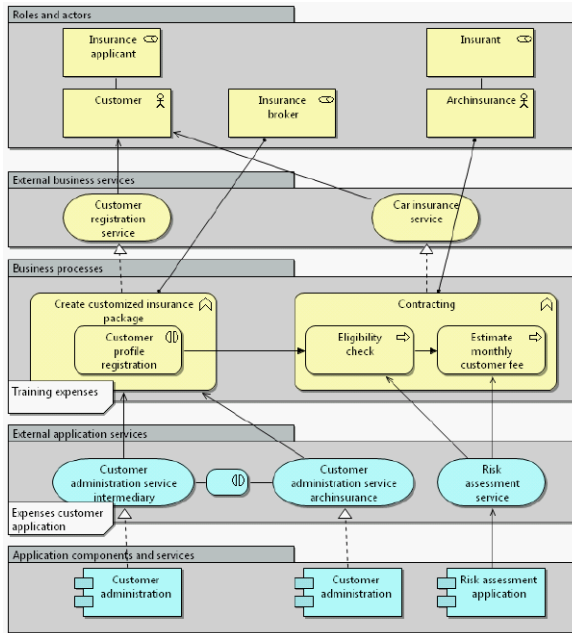 Roles and actors
Insurance
applicant
Insurant
Customer
Insurance
broker
Archinsurance
External business services
Customer
registration
service
Car insurance
service
Business processes
Create customized insurance
package
Contracting
Customer
profile
registration
Eligibility
check
Estimate
monthly
customer fee
Training expenses
External application services
Customer
administration service
intermediary
Customer
administration service
archinsurance
Risk
assessment
service
Expenses customer
application
Application components and services
Customer
administration
Customer
administration
Risk assessment
application